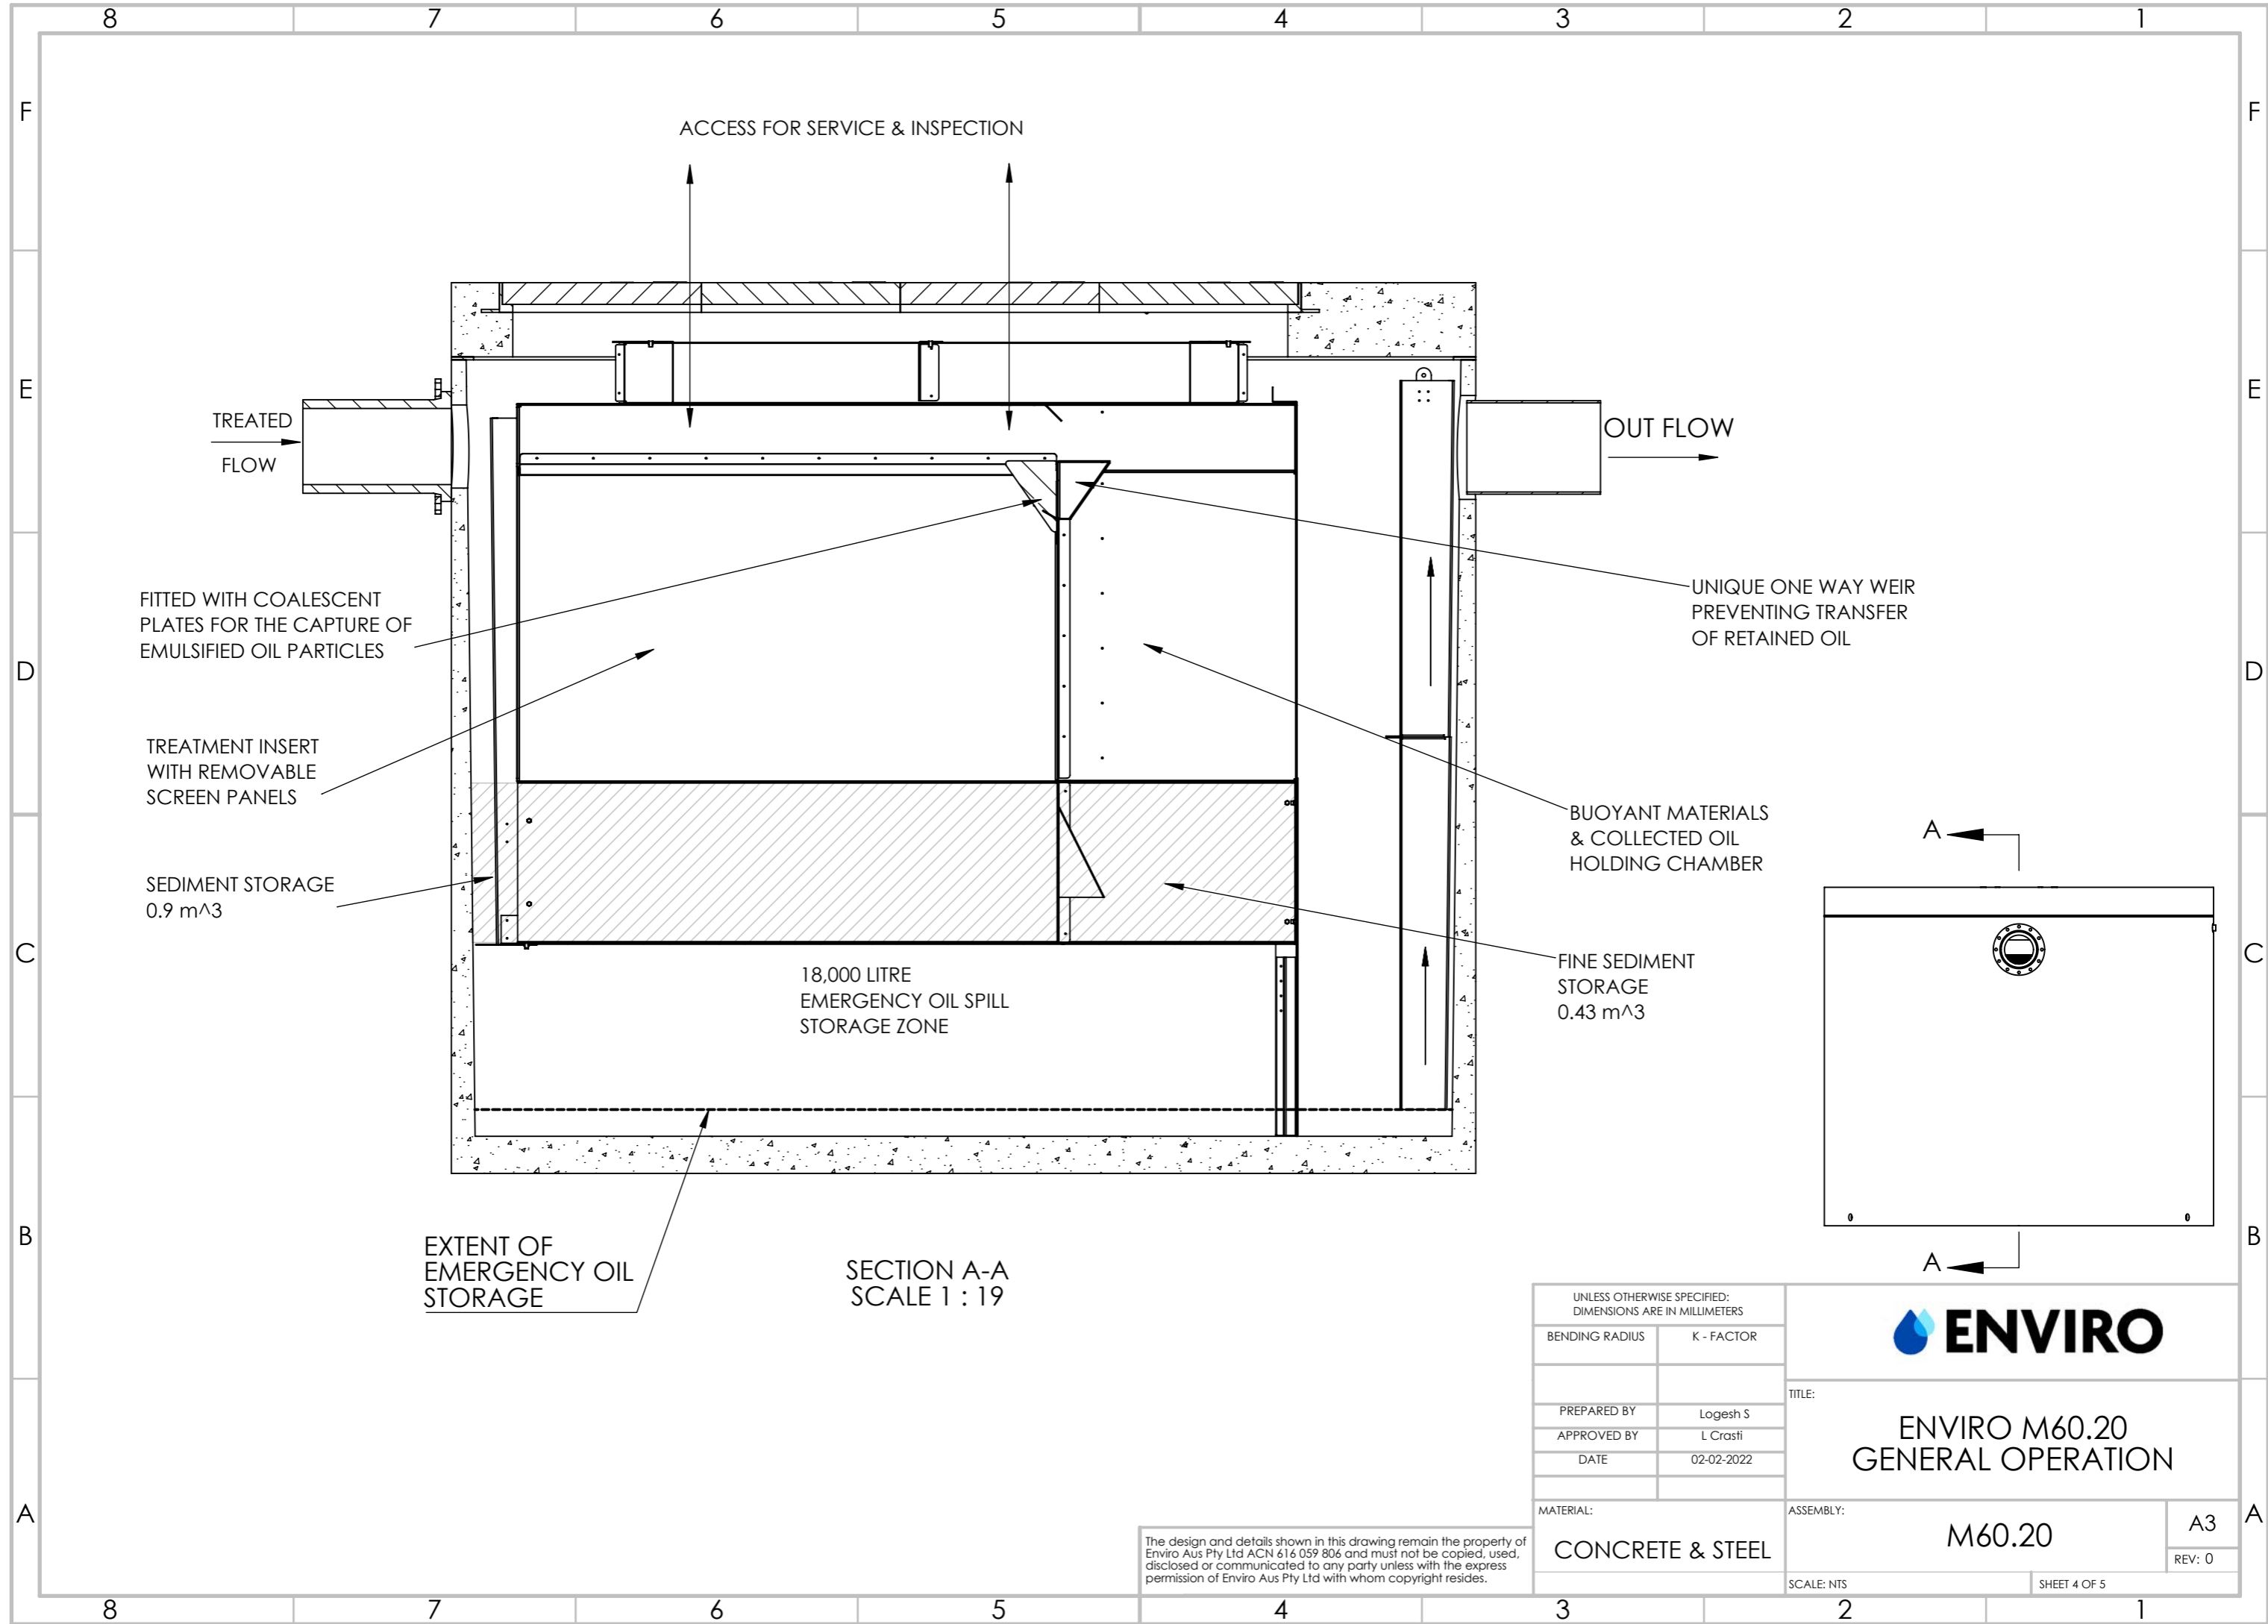 8 7 6 5 4 3 2 1
F F
ACCESS FOR SERVICE & INSPECTION
E E
TREATED
FLOW
OUT FLOW
FITTED WITH COALESCENT
PLATES FOR THE CAPTURE OF
EMULSIFIED OIL PARTICLES
UNIQUE ONE WAY WEIR
PREVENTING TRANSFER
OF RETAINED OIL
D D
TREATMENT INSERT
WITH REMOVABLE
SCREEN PANELS
BUOYANT MATERIALS
& COLLECTED OIL
HOLDING CHAMBER
A
SEDIMENT STORAGE
0.9 m^3
C C
18,000 LITRE
EMERGENCY OIL SPILL
STORAGE ZONE
FINE SEDIMENT
STORAGE
0.43 m^3
B B
EXTENT OF
EMERGENCY OIL
STORAGE
SECTION A-A
SCALE 1 : 19
A
UNLESS OTHERWISE SPECIFIED:
DIMENSIONS ARE IN MILLIMETERS
BENDING RADIUS K - FACTOR
PREPARED BY Logesh S
APPROVED BY L Crasti
DATE 02-02-2022
ENVIRO
TITLE:
ENVIRO M60.20
GENERAL OPERATION
A A
MATERIAL:
CONCRETE & STEEL
ASSEMBLY:
M60.20
A3
REV: 0
SCALE: NTS
SHEET 4 OF 5
The design and details shown in this drawing remain the property of
Enviro Aus Pty Ltd ACN 616 059 806 and must not be copied, used,
disclosed or communicated to any party unless with the express
permission of Enviro Aus Pty Ltd with whom copyright resides.
8 7 6 5 4 3 2 1